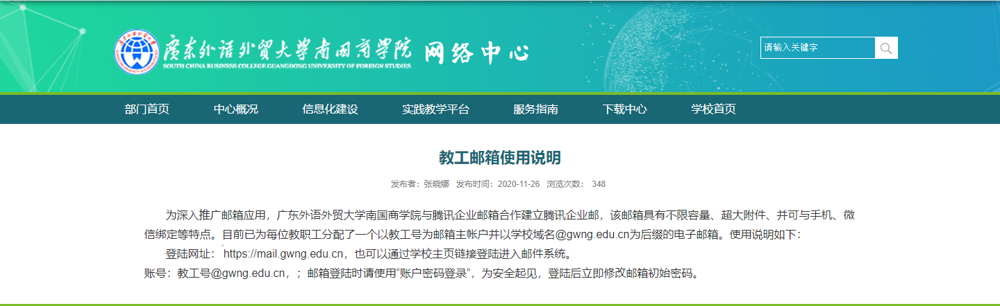 廣东外语外贸大学南国商学院 网络中心
SOUTH CHINA BUSINESS COLLEGE GUANGDONG UNIVERSITY OF FOREIGN STUDIES
请输入关键字
部门首页 中心概况 信息化建设 实践教学平台 服务指南 下载中心 学校首页
教工邮箱使用说明
发布者：张晓娜 发布时间：2020-11-26 浏览次数： 348
为深入推广邮箱应用，广东外语外贸大学南国商学院与腾讯企业邮箱合作建立腾讯企业邮，该邮箱具有不限容量、超大附件、并可与手机、微
信绑定等特点。目前已为每位教职工分配了一个以教工号为邮箱主帐户并以学校域名@gwng.edu.cn为后缀的电子邮箱。使用说明如下：
登陆网址： https://mail.gwng.edu.cn，也可以通过学校主页链接登陆进入邮件系统。
账号：教工号@gwng.edu.cn，；邮箱登陆时请使用“账户密码登录”，为安全起见，登陆后立即修改邮箱初始密码。